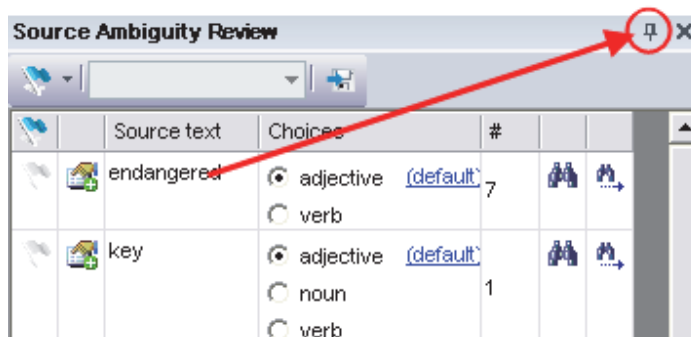 Source Ambiguity Review
Source text Choices #
endangered adjective (default) 7
verb
key adjective (default)
noun 1
verb